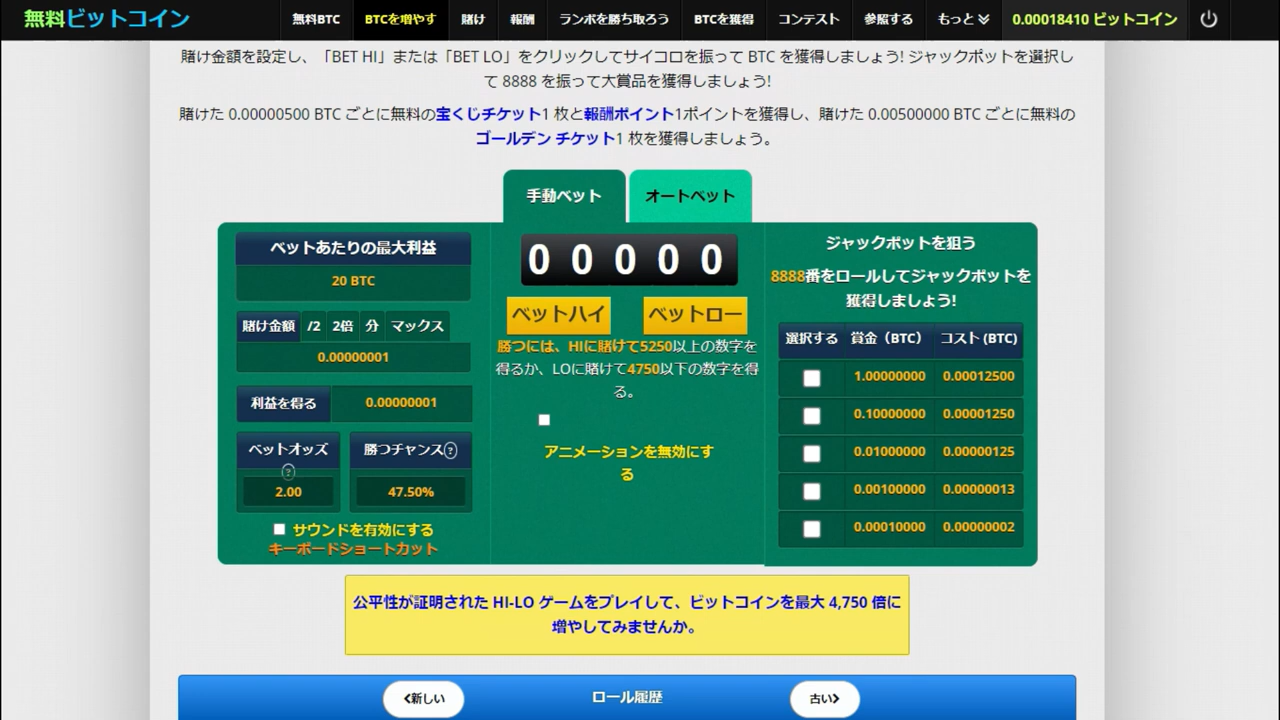 無料ビットコイン
無料BTC
BTCを増やす
賭け
報酬
ランボを勝ち取ろう
BTCを獲得
コンテスト
参照する
もっと
0.00018410 ビットコイン
賭け金額を設定し、「BET HI」または「BET LO」をクリックしてサイコロを振って BTC を獲得しましょう! ジャックポットを選択し
て 8888 を振って大賞品を獲得しましょう!
賭けた 0.00000500 BTC ごとに無料の宝くじチケット1 枚と報酬ポイント1ポイントを獲得し、賭けた 0.00500000 BTC ごとに無料の
ゴールデン チケット1 枚を獲得しましょう。
手動ベット
オートベット
ベットあたりの最大利益
20 BTC
賭け金額
/2
2倍
分
マックス
0.00000001
利益を得る
0.00000001
ベットオッズ
?
2.00
勝つチャンス?
47.50%
サウンドを有効にする
キーボードショートカット
0 0 0 0 0
ベットハイ
ベットロー
勝つには、HIに賭けて5250以上の数字を
得るか、LOに賭けて4750以下の数字を得
る。
アニメーションを無効にす
る
ジャックポットを狙う
8888番をロールしてジャックポットを
獲得しましょう!
選択する 賞金（BTC） コスト (BTC)
1.00000000 0.00012500
0.10000000 0.00001250
0.01000000 0.00000125
0.00100000 0.00000013
0.00010000 0.00000002
公平性が証明された HI-LO ゲームをプレイして、ビットコインを最大 4,750 倍に
増やしてみませんか。
新しい
ロール履歴
古い